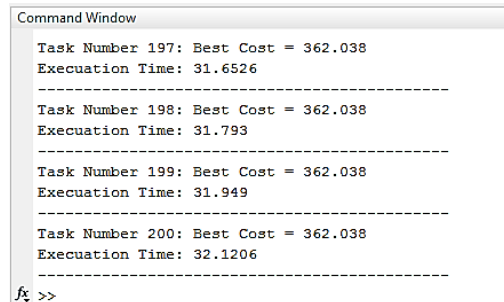 Command Window
Task Number 197: Best Cost = 362.038
Execuation Time: 31.6526
------------------------------------------------
Task Number 198: Best Cost = 362.038
Execuation Time: 31.793
------------------------------------------------
Task Number 199: Best Cost = 362.038
Execuation Time: 31.949
------------------------------------------------
Task Number 200: Best Cost = 362.038
Execuation Time: 32.1206
------------------------------------------------
fx >>